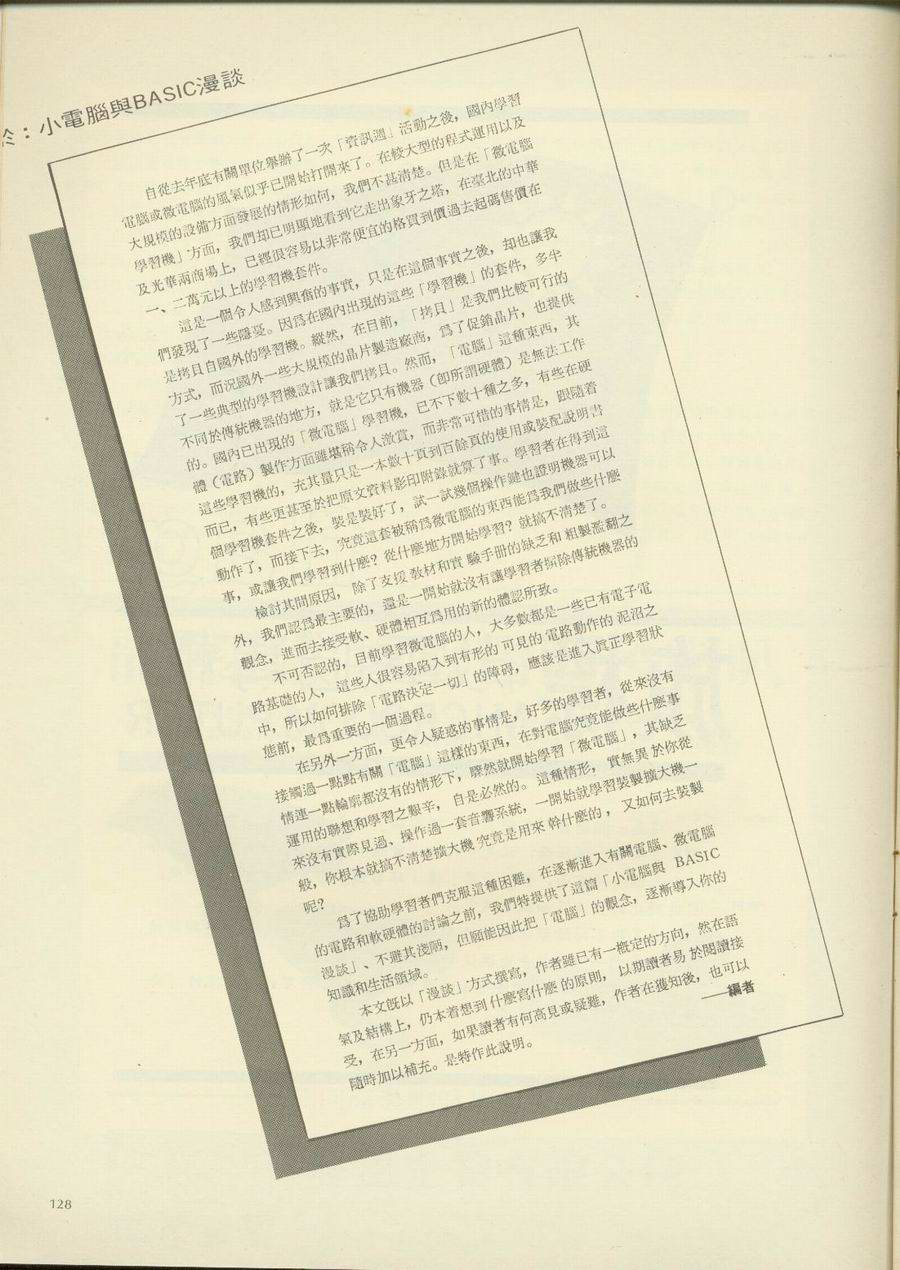 於：小電腦與BASIC漫談
自從去年底有關單位舉辦了一次「資訊週」活動之後，國內學習
電腦或微電腦的風氣似乎已開始打開來了。在較大型的程式運用以及
大規模的設備方面發展的情形如何，我們不甚清楚。但是在「微電腦
學習機」方面，我們却已明顯地看到它走出象牙之塔，在臺北的中華
及光華兩商場上，已經很容易以非常便宜的格買到價過去起碼售價在
一、二萬元以上的學習機套件。
這是一個令人感到興奮的事實，只是在這個事實之後，却也讓我
們發現了一些隱憂。因爲在國內出現的這些「學習機」的套件，多半
是拷貝自國外的學習機。縱然，在目前，「拷貝」是我們比較可行的
方式，而況國外一些大規模的晶片製造廠商，爲了促銷晶片，也提供
了一些典型的學習機設計讓我們拷貝。然而，「電腦」這種東西，其
不同於傳統機器的地方，就是它只有機器（即所謂硬體）是無法工作
的。國內已出現的「微電腦」學習機，已不下數十種之多，有些在硬
體（電路）製作方面雖堪稱令人激賞，而非常可惜的事情是，跟隨着
這些學習機的，充其量只是一本數十頁到百餘頁的使用或裝配說明書
而已，有些更甚至於把原文資料影印附錄就算了事。學習者在得到這
個學習機套件之後，裝是裝好了，試一試幾個操作鍵也證明機器可以
動作了，而接下去，究竟這套被稱爲微電腦的東西能爲我們做些什麽
事，或讓我們學習到什麽？從什麽地方開始學習？就搞不清楚了。
檢討其間原因，除了支援教材和實驗手册的缺乏和粗製濫翻之
外，我們認爲最主要的，還是一開始就沒有讓學習者摒除傳統機器的
觀念，進而去接受軟、硬體相互爲用的新的體認所致。
不可否認的，目前學習微電腦的人，大多數都是一些已有電子電
路基礎的人，這些人很容易陷入到有形的可見的電路動作的泥沼之
中，所以如何排除「電路決定一切」的障碍，應該是進入眞正學習狀
態前，最爲重要的一個過程。
在另外一方面，更令人疑惑的事情是，好多的學習者，從來沒有
接觸過一點點有關「電腦」這樣的東西，在對電腦究竟能做些什麽事
情連一點輪廓都沒有的情形下，驟然就開始學習「微電腦」，其缺乏
運用的聯想和學習之艱辛，自是必然的。這種情形，實無異於你從
來沒有實際見過、操作過一套音響系統，一開始就學習裝製擴大機一
般，你根本就搞不清楚擴大機究竟是用來幹什麽的，又如何去裝製
呢？
爲了協助學習者們克服這種困難，在逐漸進入有關電腦、微電腦
的電路和軟硬體的討論之前，我們特提供了這篇「小電腦與 BASIC
漫談」、不避其淺陋，但願能因此把「電腦」的觀念，逐漸導入你的
知識和生活領域。
本文旣以「漫談」方式撰寫，作者雖已有一槪定的方向，然在語
氣及結構上，仍本着想到什麽寫什麽的原則，以期讀者易於閱讀接
受，在另一方面，如果讀者有何高見或疑難，作者在獲知後，也可以
隨時加以補充。是特作此說明。
——編者
128